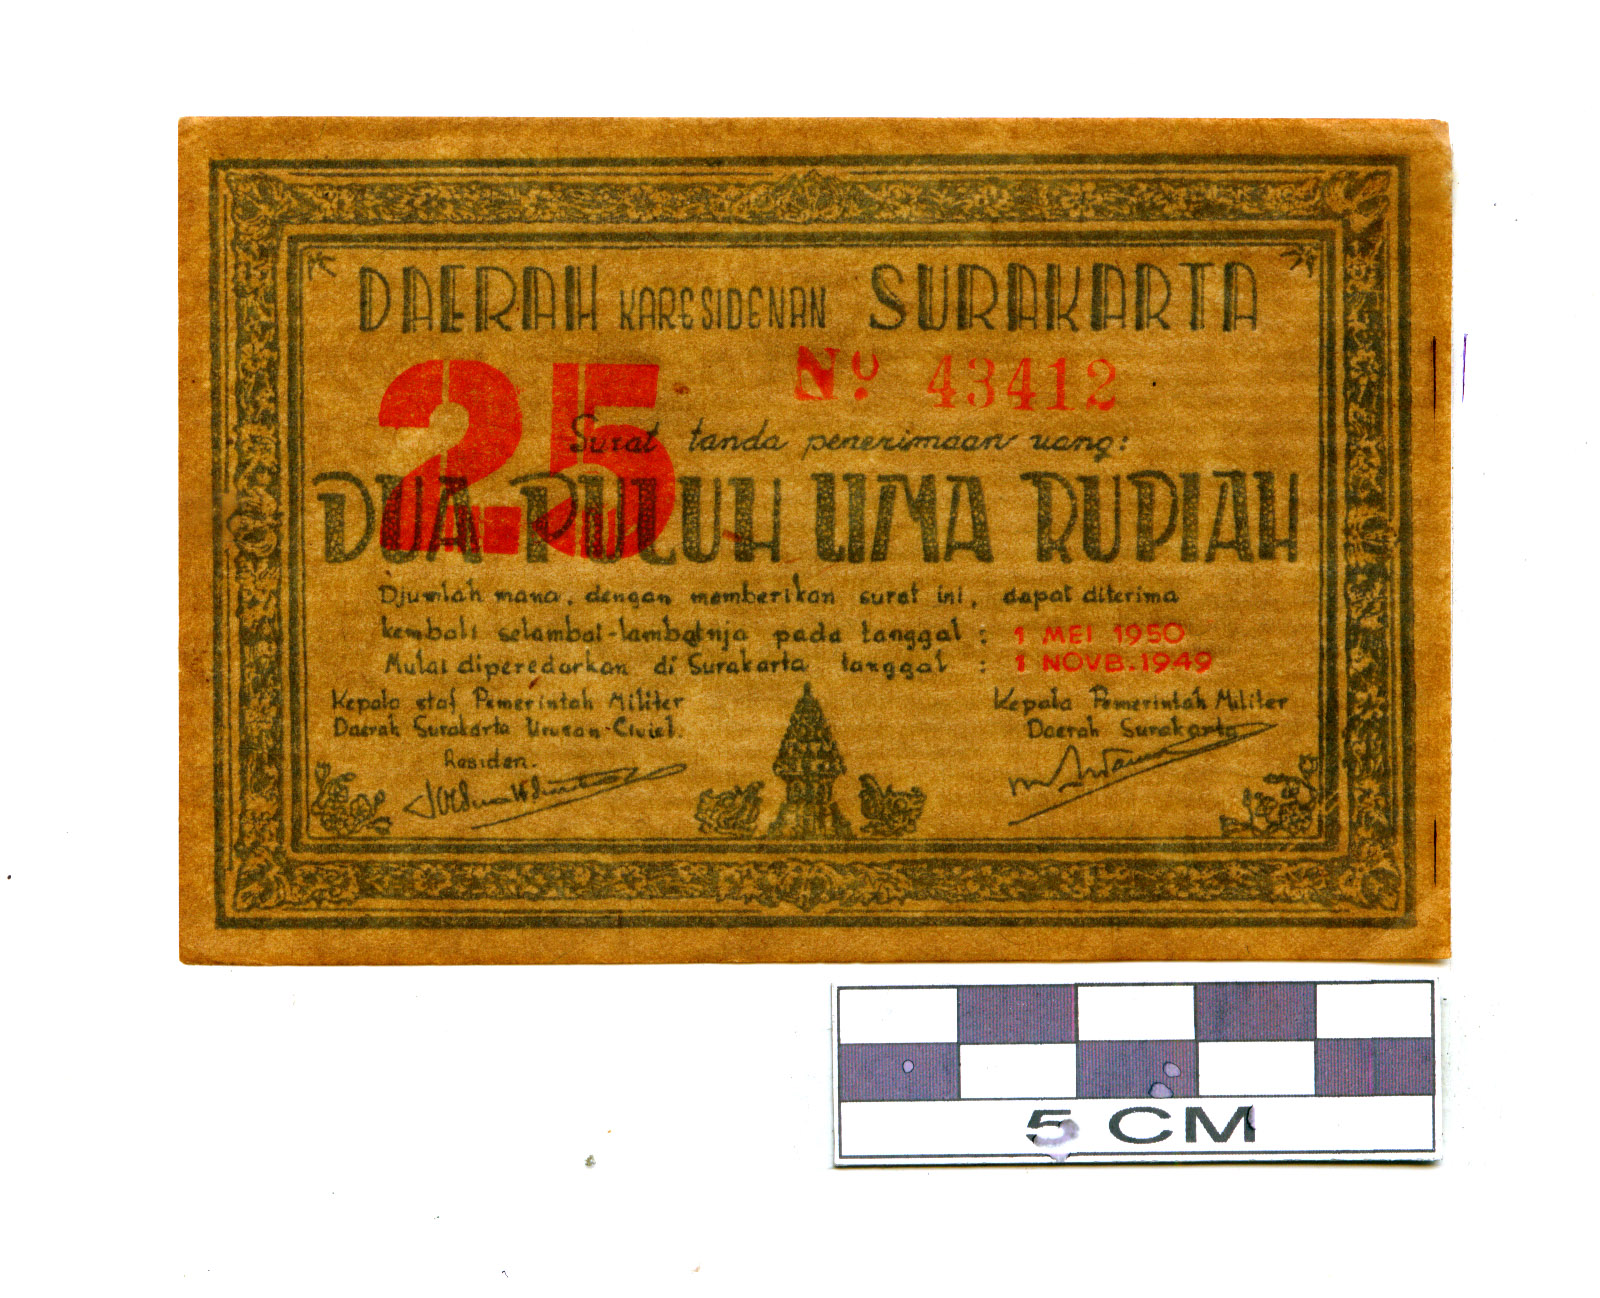 DAERAH KARESIDENAN SURAKARTA
25
No. 43412
Surat tanda penerimaan uang:
DUA PULUH LIMA RUPIAH
Djumlah mana, dengan memberikan surat ini, dapat diterima
kembali selambat-lambatnja pada tanggal : 1 MEI 1950
Mulai diperedarkan di Surakarta tanggal : 1 NOVB.1949
Kepala staf Pemerintah Militer
Daerah Surakarta Urusan Civiel.
Residen.
Kepala Pemerintah Militer
Daerah Surakarta
5 CM